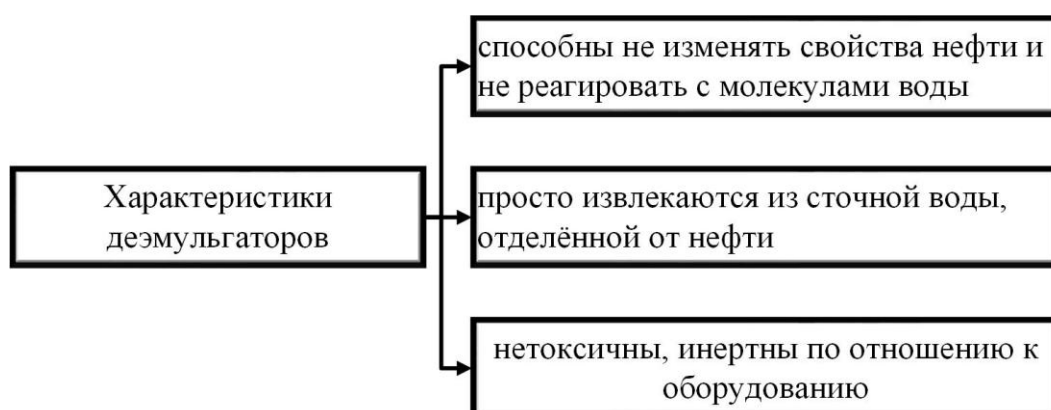 способны не изменять свойства нефти и
не реагировать с молекулами воды
Характеристики
деэмульгаторов
просто извлекаются из сточной воды,
отделённой от нефти
нетоксичны, инертны по отношению к
оборудованию